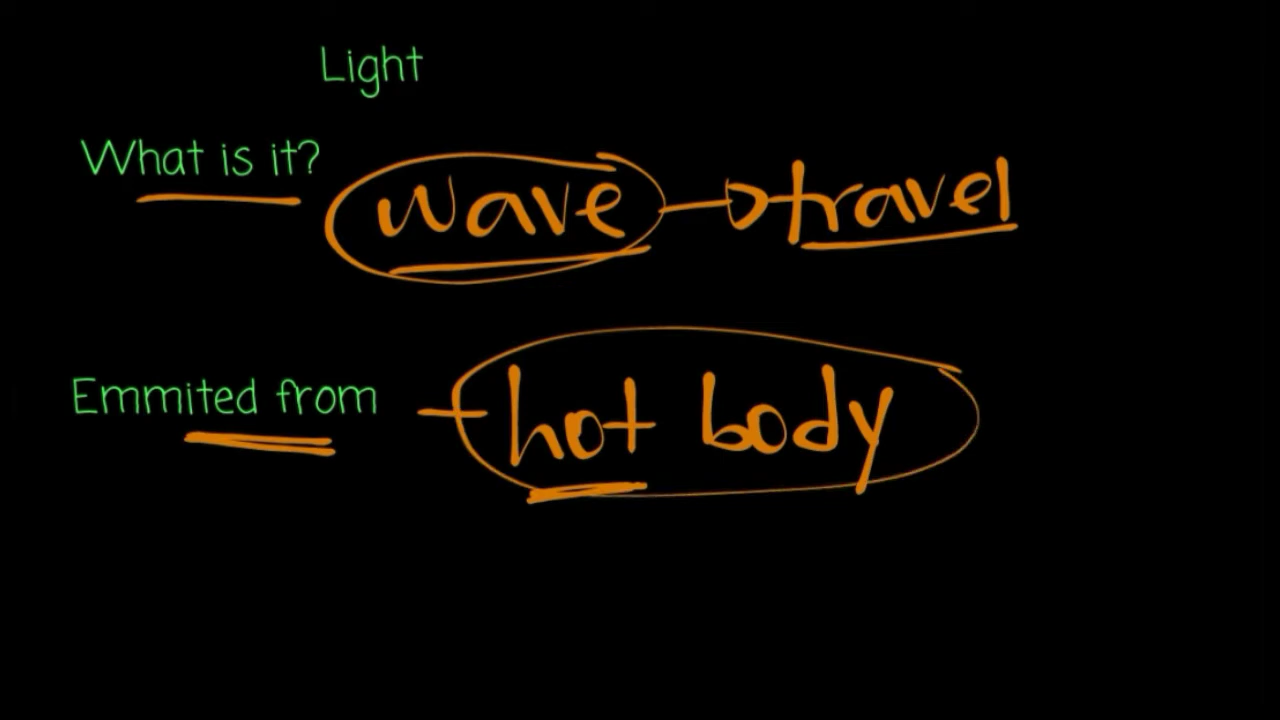 Light
What is it?
wave → travel
Emmited from
hot body